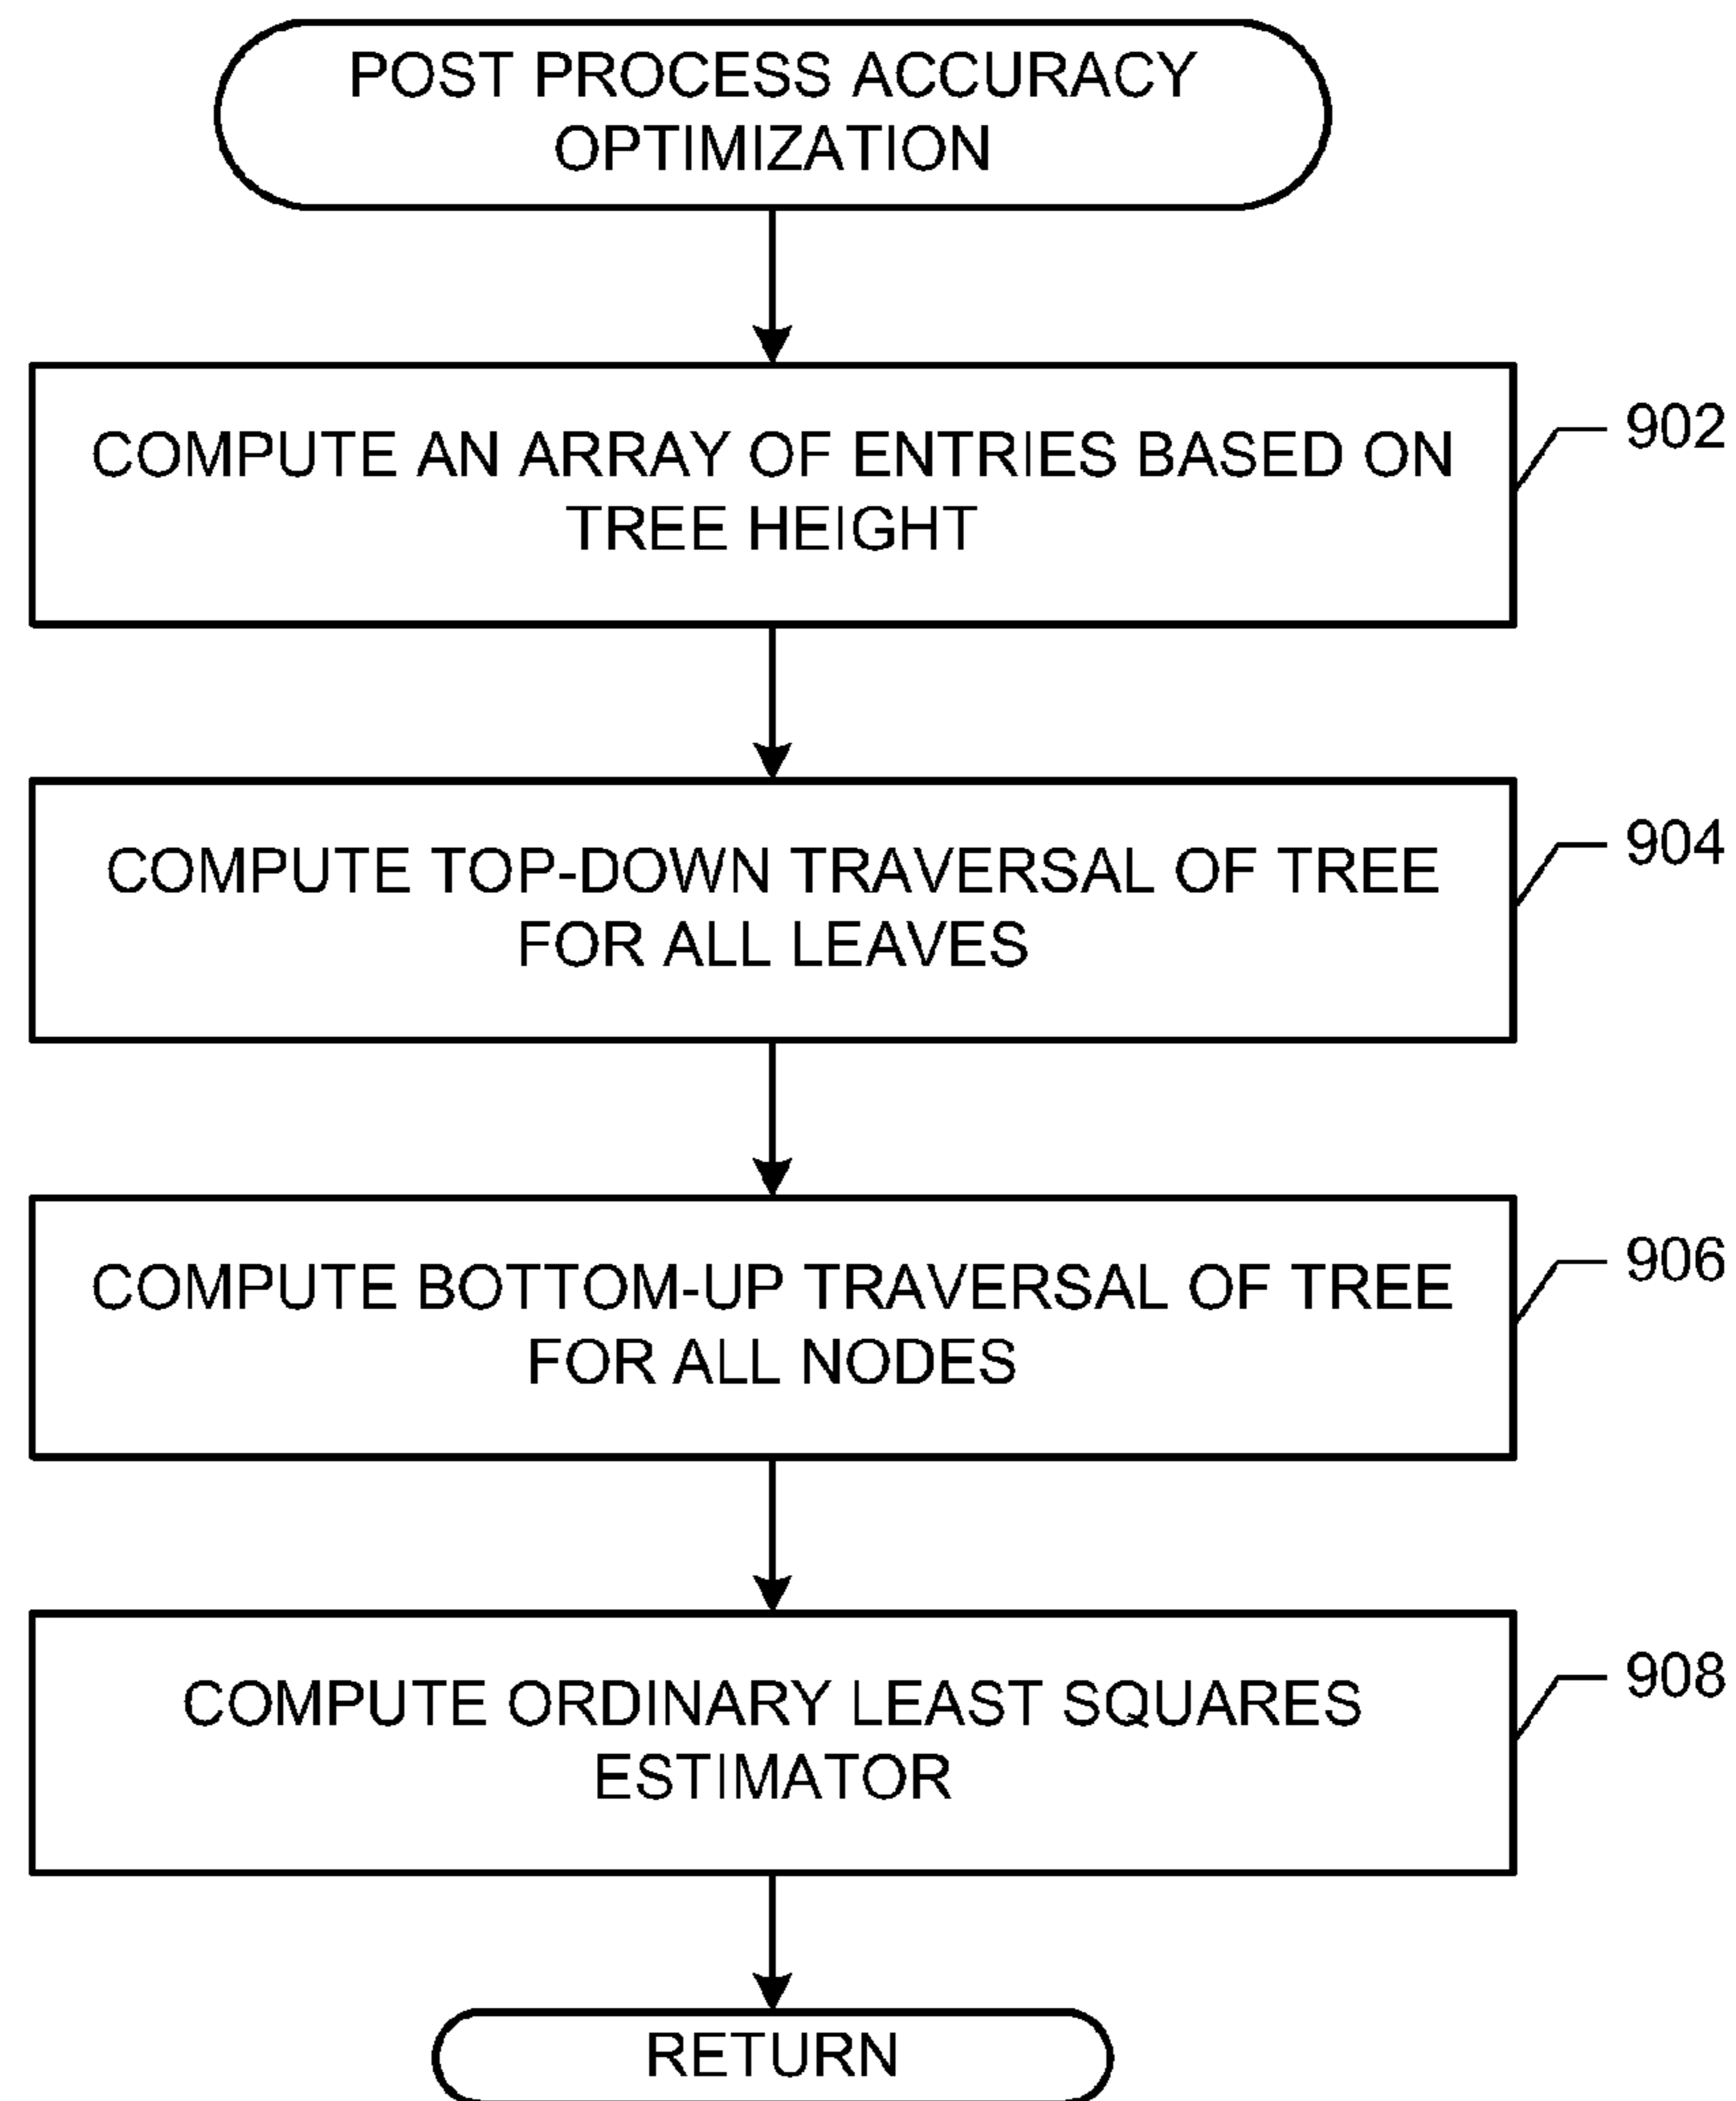 POST PROCESS ACCURACY
OPTIMIZATION
COMPUTE AN ARRAY OF ENTRIES BASED ON
TREE HEIGHT
902
COMPUTE TOP-DOWN TRAVERSAL OF TREE
FOR ALL LEAVES
904
COMPUTE BOTTOM-UP TRAVERSAL OF TREE
FOR ALL NODES
906
COMPUTE ORDINARY LEAST SQUARES
ESTIMATOR
908
RETURN